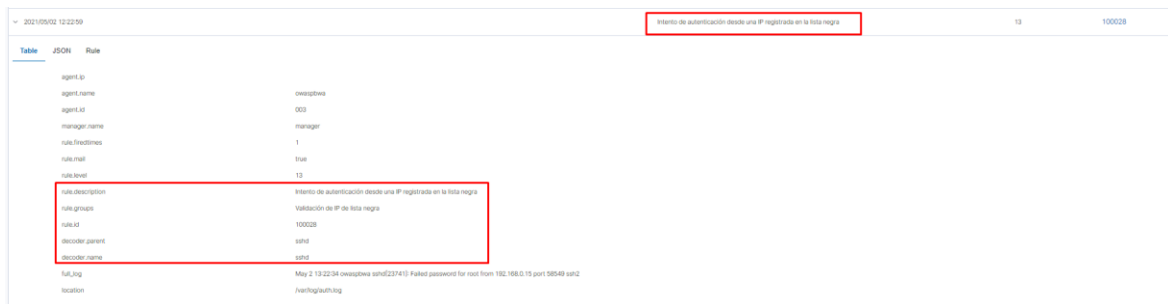 2021/05/02 12:22:59 Intento de autenticación desde una IP registrada en la lista negra 13 100028
Table JSON Rule
agent.ip
agent.name owaspbwa
agent.id 003
manager.name manager
rule.firedtimes 1
rule.mail true
rule.level 13
rule.description Intento de autenticación desde una IP registrada en la lista negra
rule.groups Validación de IP de lista negra
rule.id 100028
decoder.parent sshd
decoder.name sshd
full_log May 2 13:22:34 owaspbwa sshd[23741]: Failed password for root from 192.168.0.15 port 58549 ssh2
location /var/log/auth.log